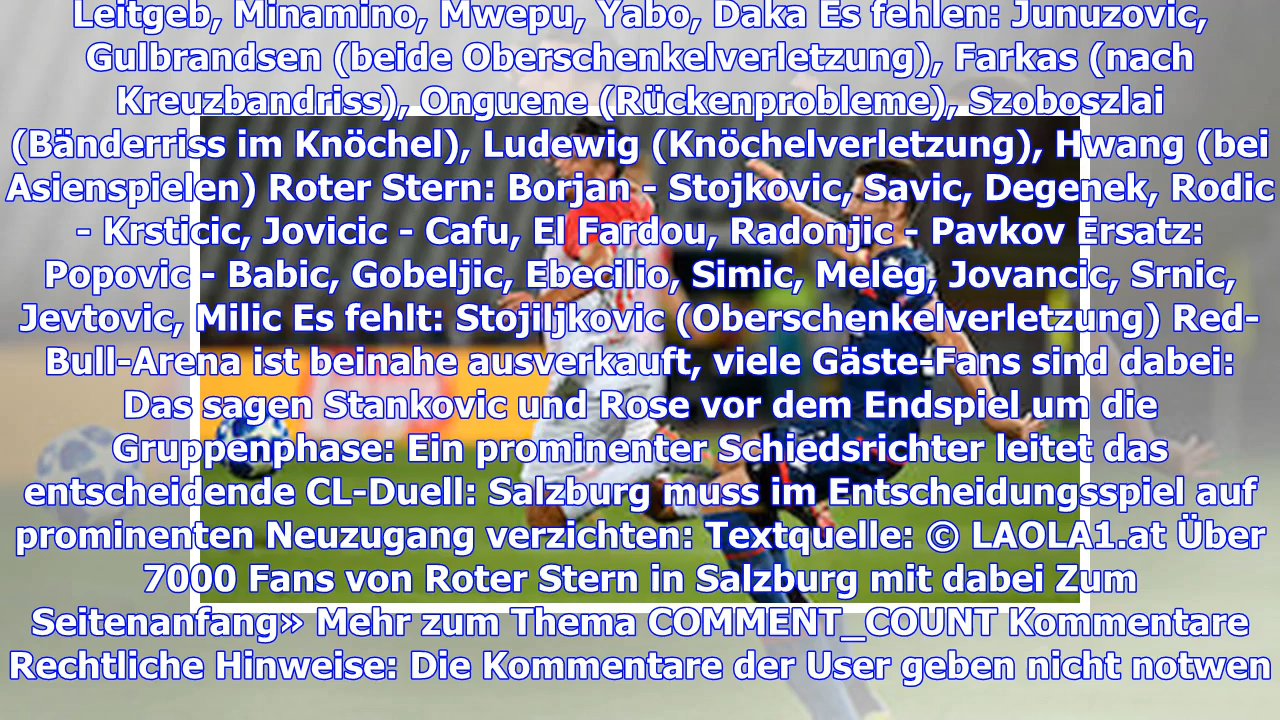 Leitgeb, Minamino, Mwepu, Yabo, Daka Es fehlen: Junuzovic,
Gulbrandsen (beide Oberschenkelverletzung), Farkas (nach
Kreuzbandriss), Onguene (Rückenprobleme), Szoboszlai
(Bänderriss im Knöchel), Ludewig (Knöchelverletzung), Hwang (bei
Asienspielen) Roter Stern: Borjan - Stojkovic, Savic, Degenek, Rodic
- Krsticic, Jovicic - Cafu, El Fardou, Radonjic - Pavkov Ersatz:
Popovic - Babic, Gobeljic, Ebecilio, Simic, Meleg, Jovancic, Srnic,
Jevtovic, Milic Es fehlt: Stojiljkovic (Oberschenkelverletzung) Red-
Bull-Arena ist beinahe ausverkauft, viele Gäste-Fans sind dabei:
Das sagen Stankovic und Rose vor dem Endspiel um die
Gruppenphase: Ein prominenter Schiedsrichter leitet das
entscheidende CL-Duell: Salzburg muss im Entscheidungsspiel auf
prominenten Neuzugang verzichten: Textquelle: © LAOLA1.at Über
7000 Fans von Roter Stern in Salzburg mit dabei Zum
Seitenanfang» Mehr zum Thema COMMENT_COUNT Kommentare
Rechtliche Hinweise: Die Kommentare der User geben nicht notwen